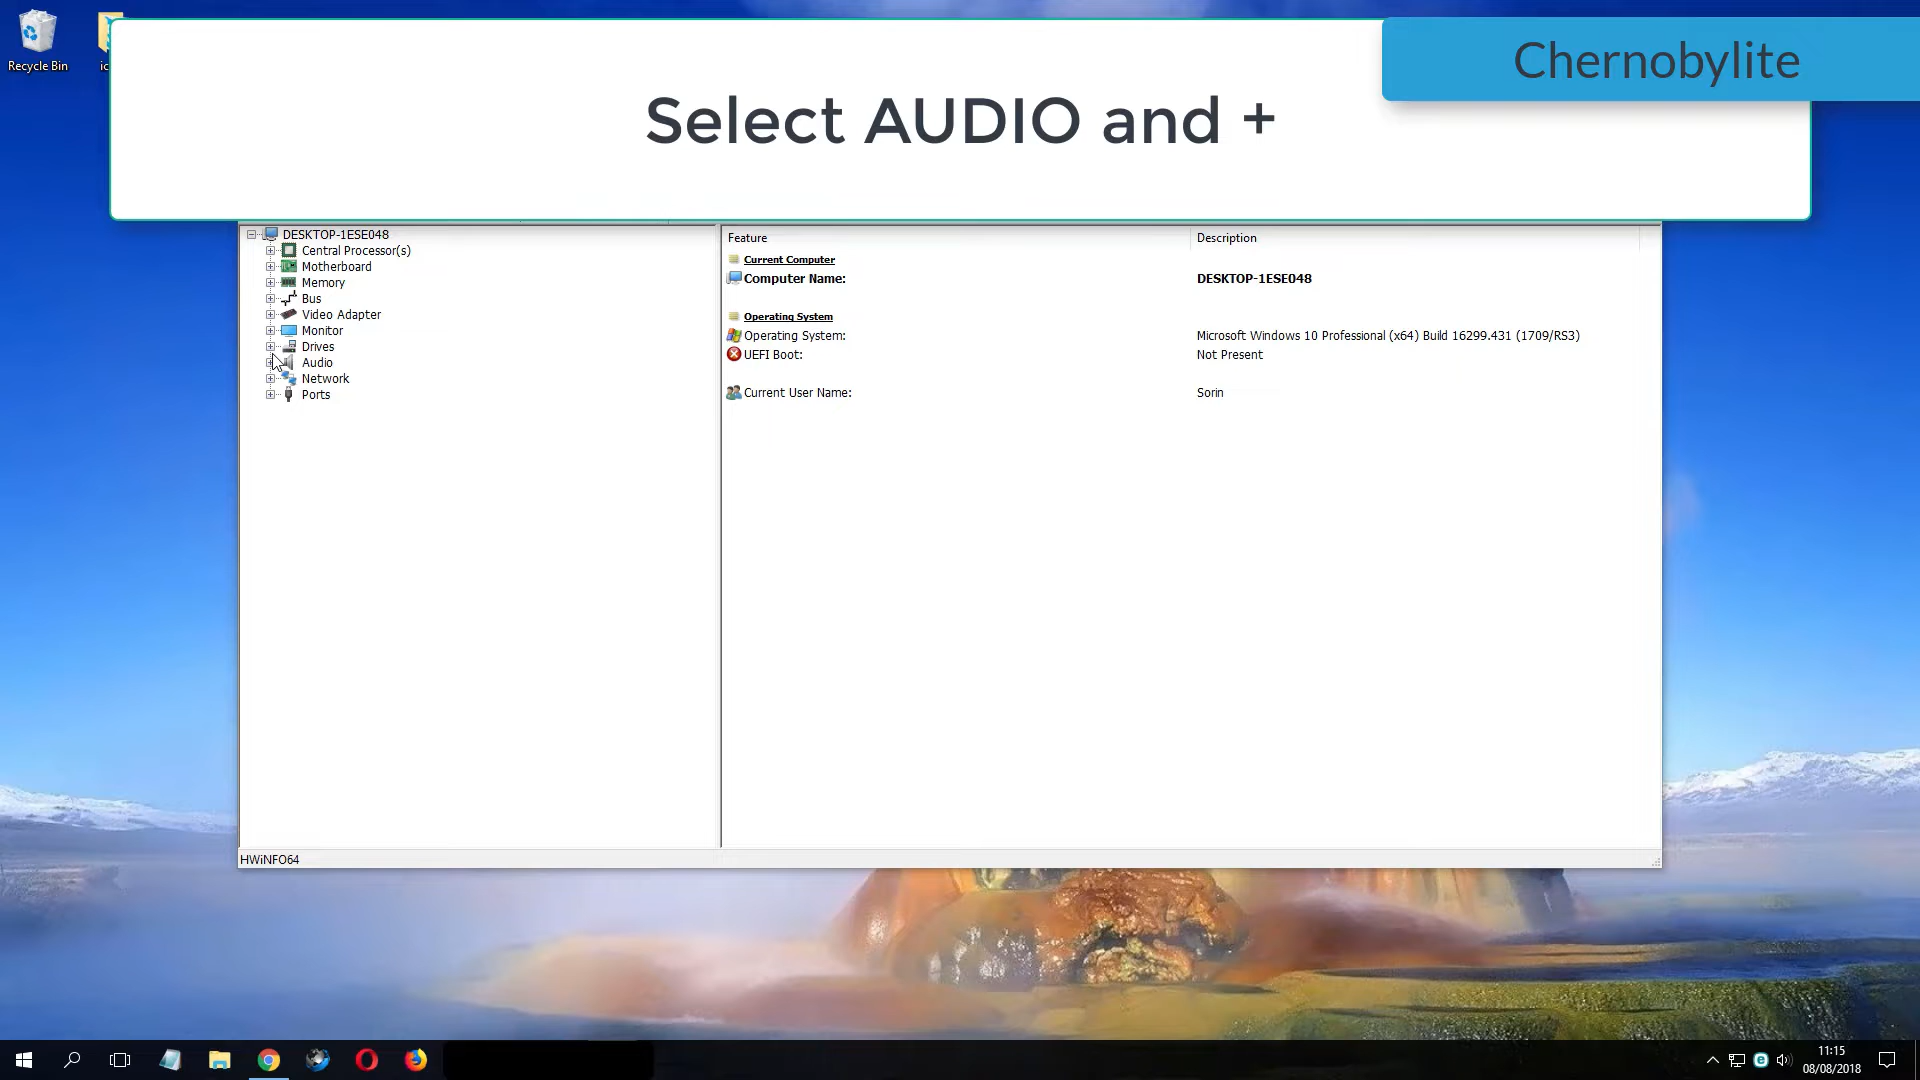 Recycle Bin
ic
Chernobylite
Select AUDIO and +
DESKTOP-1ESE048
Central Processor(s)
Motherboard
Memory
Bus
Video Adapter
Monitor
Drives
Audio
Network
Ports
Feature
Description
Current Computer
Computer Name:
DESKTOP-1ESE048
Operating System
Operating System:
Microsoft Windows 10 Professional (x64) Build 16299.431 (1709/RS3)
UEFI Boot:
Not Present
Current User Name:
Sorin
HWiNFO64
11:15
08/08/2018